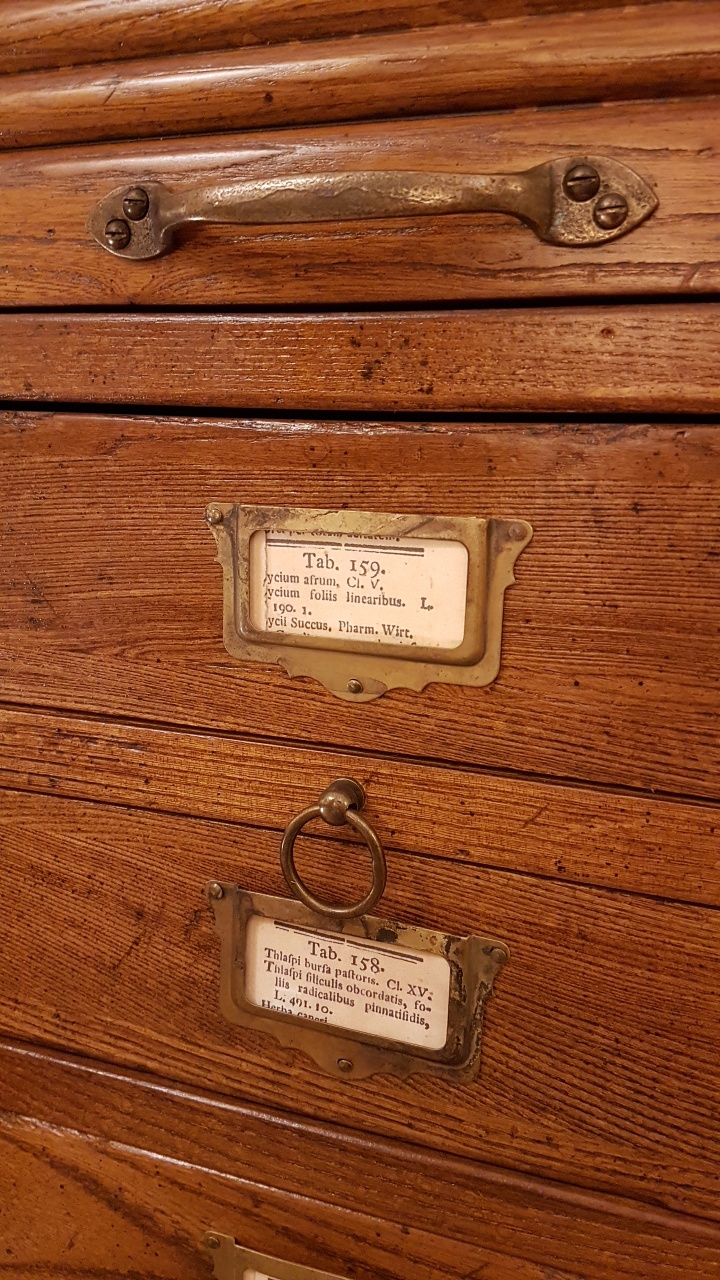 Tab. 159.
ycium afrum, Cl. V.
ycium foliis linearibus. L.
190. 1.
ycii Succus. Pharm. Wirt.
Tab. 158.
Thlaſpi burſa paſtoris. Cl. XV.
Thlaſpi ſiliculis obcordatis, fo-
liis radicalibus pinnatifidis,
L. 491. 10.
Herba